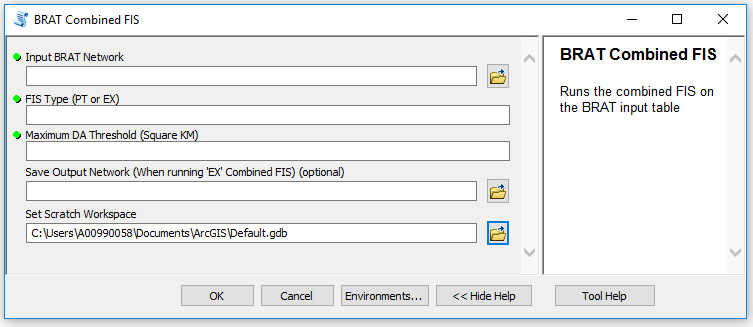 BRAT Combined FIS
Input BRAT Network
FIS Type (PT or EX)
Maximum DA Threshold (Square KM)
Save Output Network (When running 'EX' Combined FIS) (optional)
Set Scratch Workspace
C:\Users\A00990058\Documents\ArcGIS\Default.gdb
BRAT Combined FIS
Runs the combined FIS on
the BRAT input table
OK
Cancel
Environments...
<< Hide Help
Tool Help